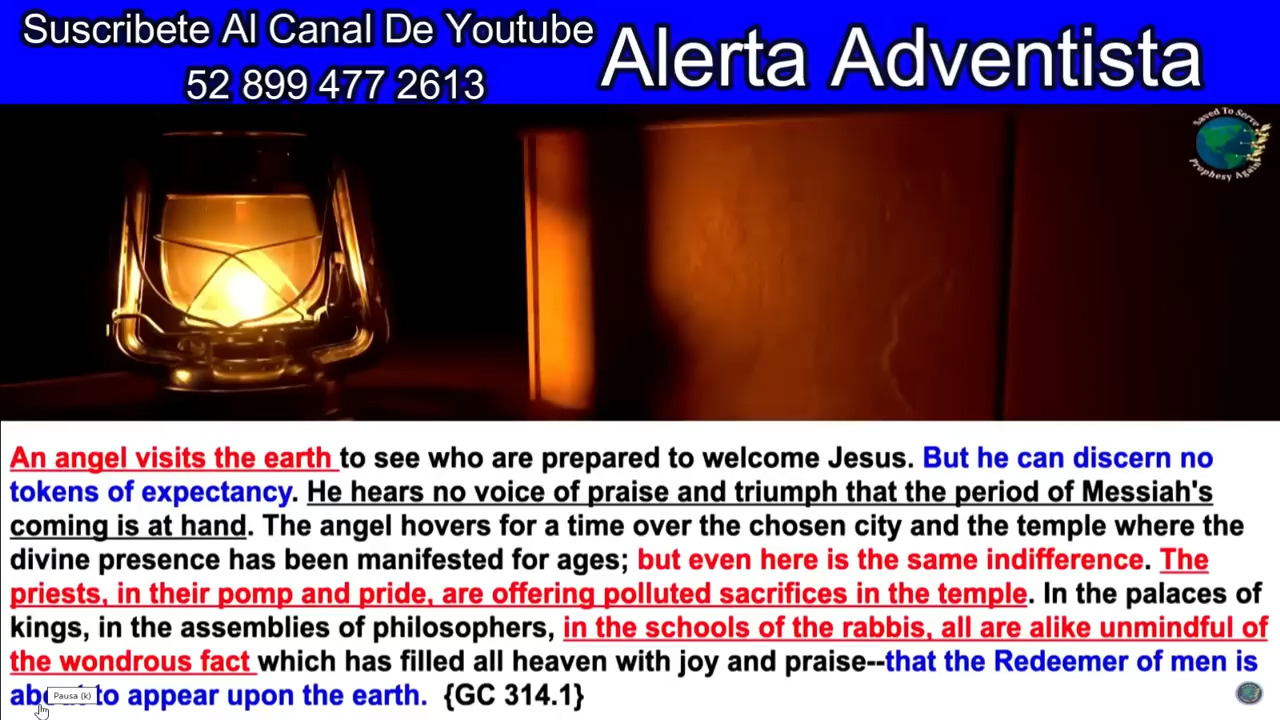 Suscribete Al Canal De Youtube
52 899 477 2613
Alerta Adventista
Saved To Serve
Prophesy Again
An angel visits the earth to see who are prepared to welcome Jesus. But he can discern no
tokens of expectancy. He hears no voice of praise and triumph that the period of Messiah's
coming is at hand. The angel hovers for a time over the chosen city and the temple where the
divine presence has been manifested for ages; but even here is the same indifference. The
priests, in their pomp and pride, are offering polluted sacrifices in the temple. In the palaces of
kings, in the assemblies of philosophers, in the schools of the rabbis, all are alike unmindful of
the wondrous fact which has filled all heaven with joy and praise--that the Redeemer of men is
about to appear upon the earth. {GC 314.1}
Pausa (k)